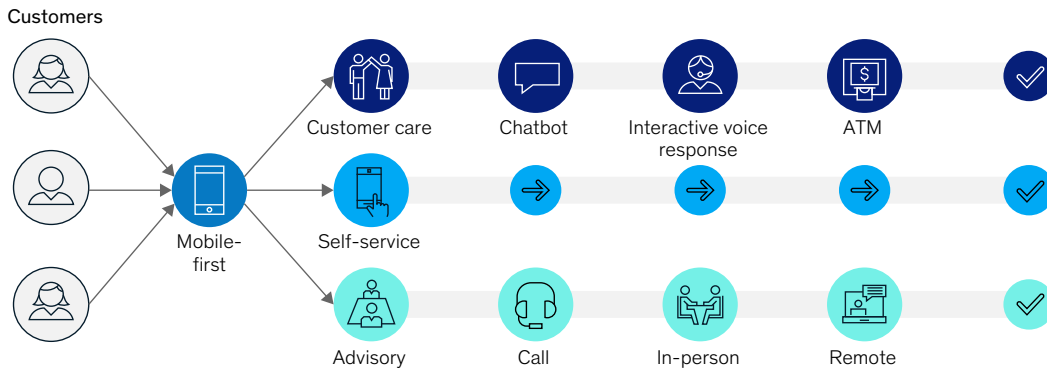 Customers
Customer care
Chatbot
Interactive voice
response
$
ATM
Mobile-
first
Self-service
Advisory
Call
In-person
Remote